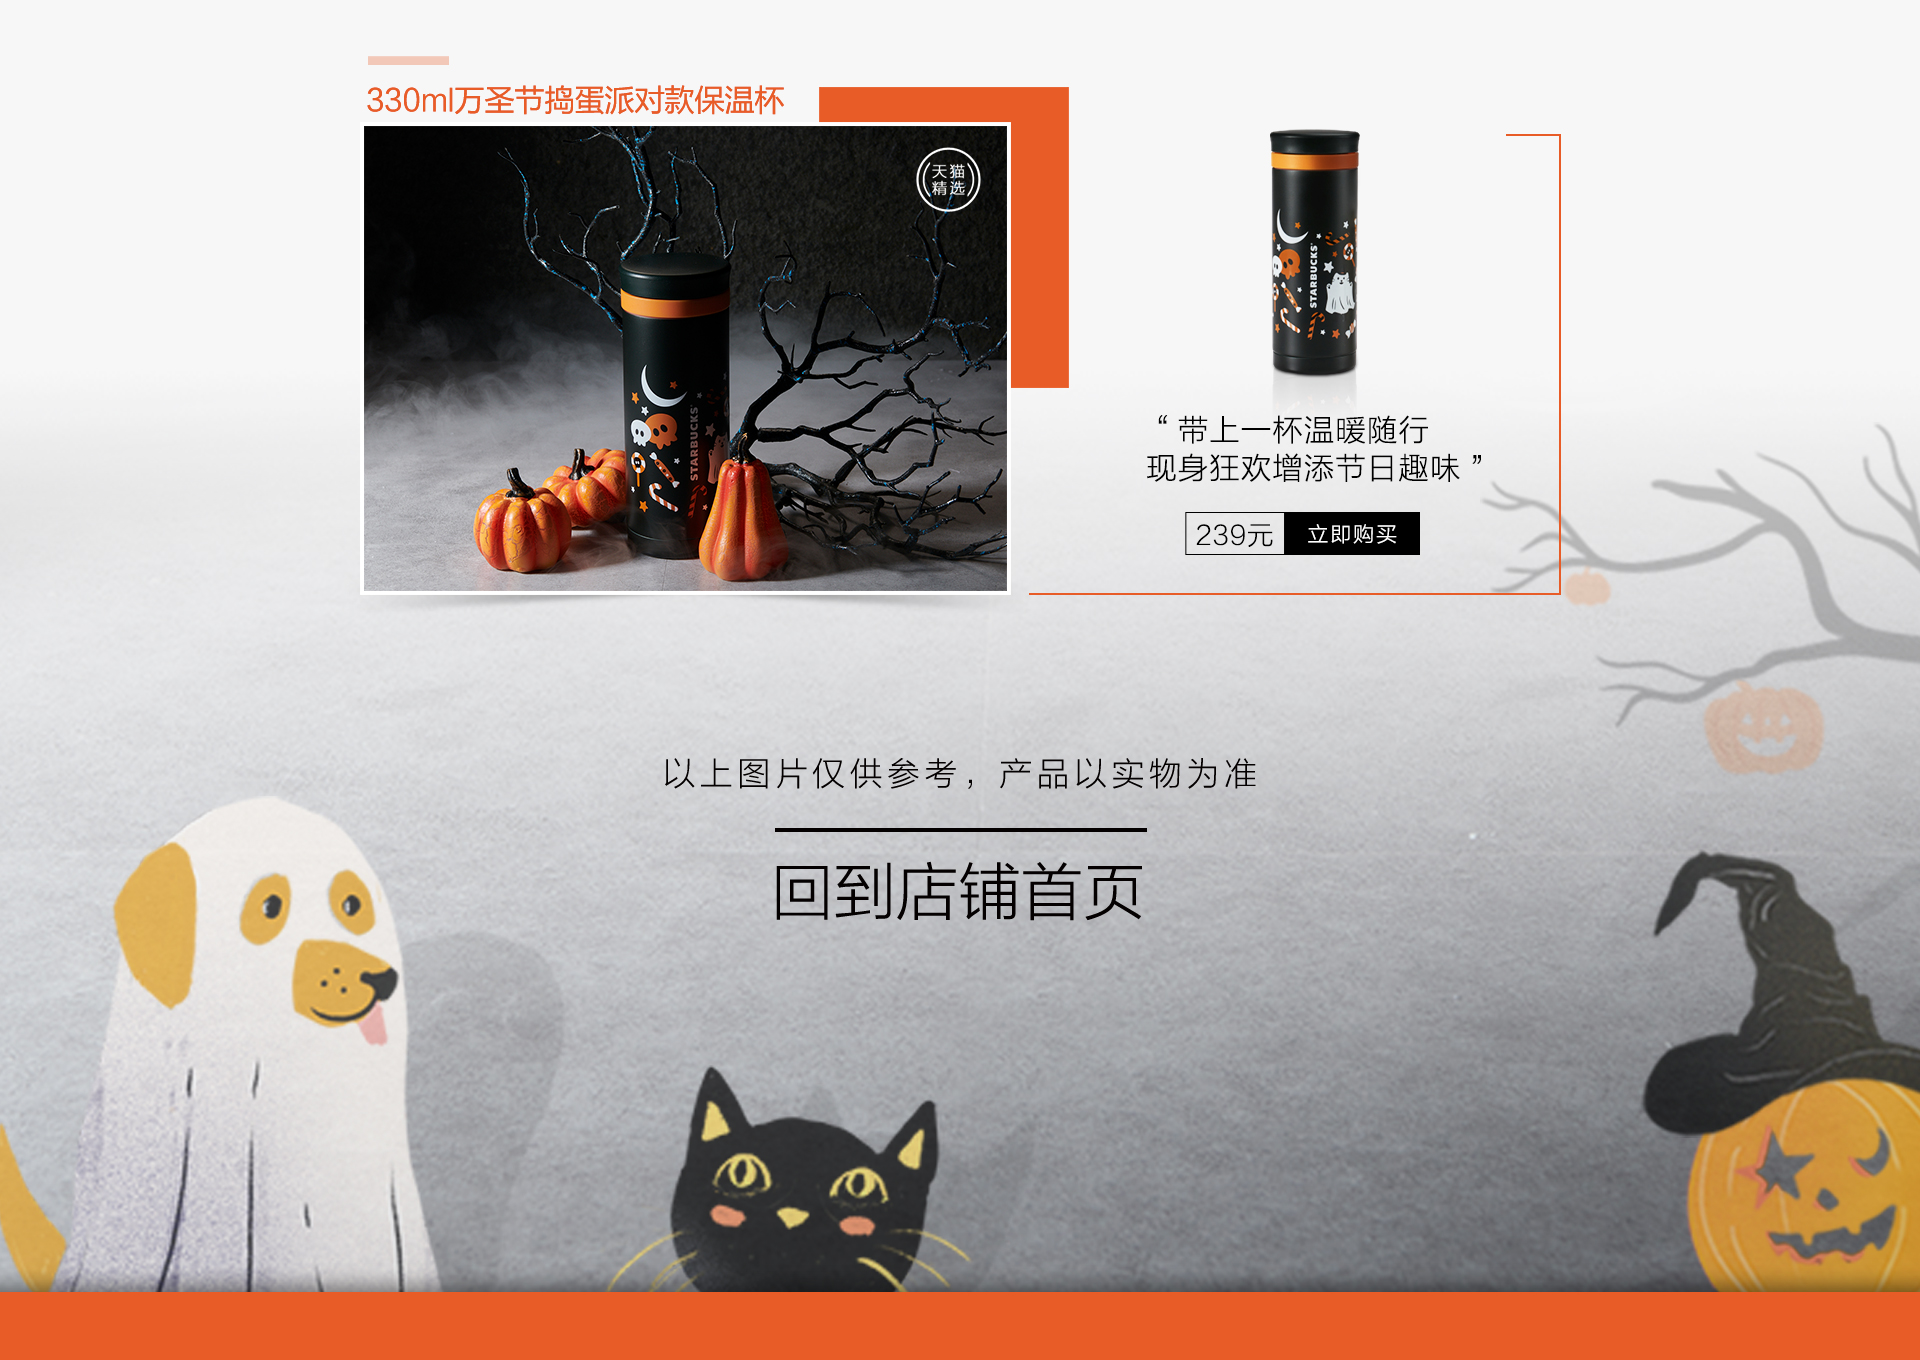 330ml万圣节捣蛋派对款保温杯
天猫
精选
STARBUCKS
STARBUCKS
“ 带上一杯温暖随行
现身狂欢增添节日趣味 ”
239元
立即购买
以上图片仅供参考，产品以实物为准
回到店铺首页